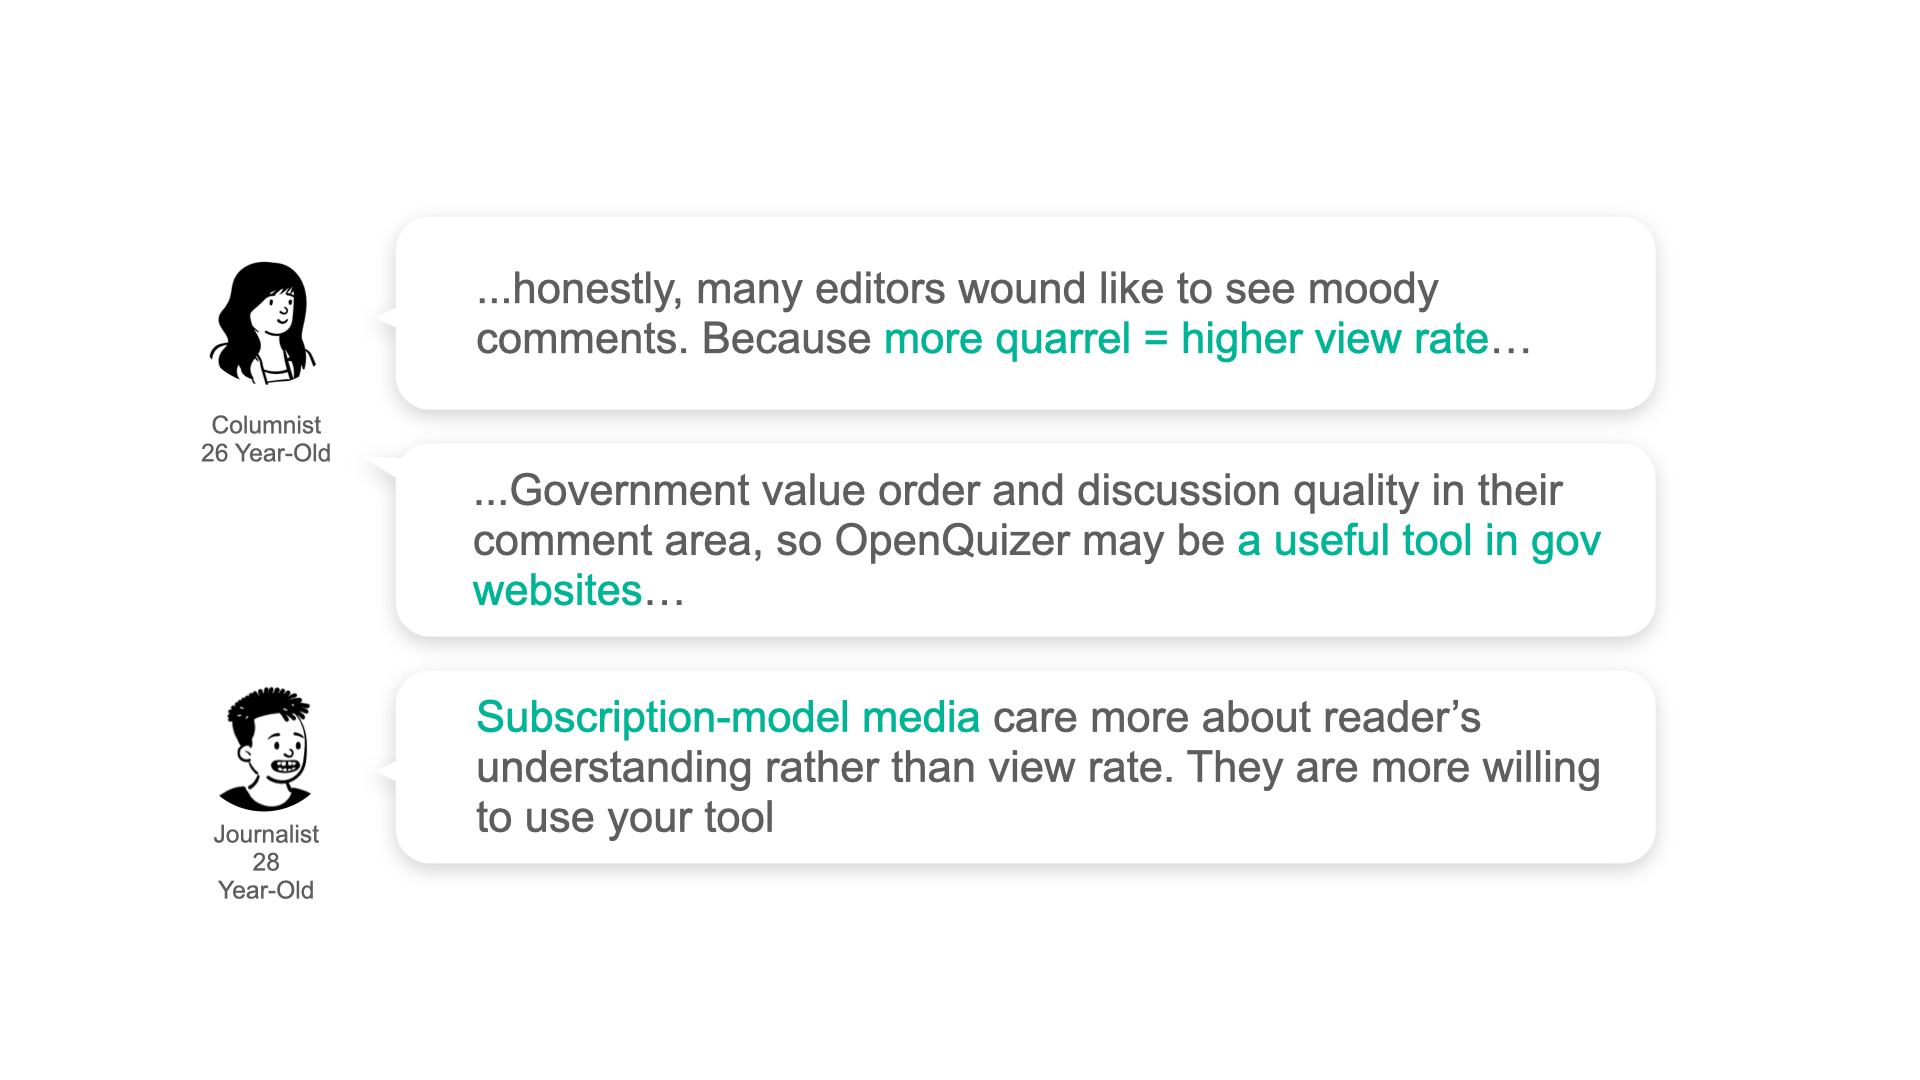 ...honestly, many editors wound like to see moody
comments. Because more quarrel = higher view rate…
Columnist
26 Year-Old
...Government value order and discussion quality in their
comment area, so OpenQuizer may be a useful tool in gov
websites…
Subscription-model media care more about reader’s
understanding rather than view rate. They are more willing
to use your tool
Journalist
28
Year-Old